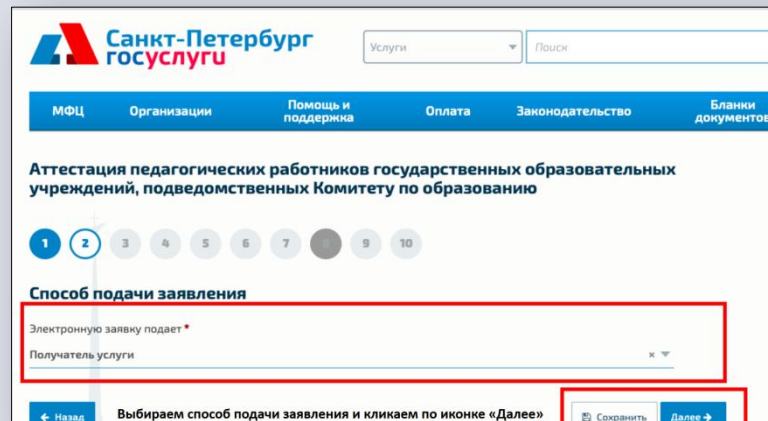 Санкт-Петербург
госуслуги
Услуги
Поиск
МФЦ
Организации
Помощь и
поддержка
Оплата
Законодательство
Бланки
документов
Аттестация педагогических работников государственных образовательных
учреждений, подведомственных Комитету по образованию
1 2 3 4 5 6 7 8 9 10
Способ подачи заявления
Электронную заявку подает *
Получатель услуги
← Назад
Выбираем способ подачи заявления и кликаем по иконке «Далее»
Сохранить
Далее →